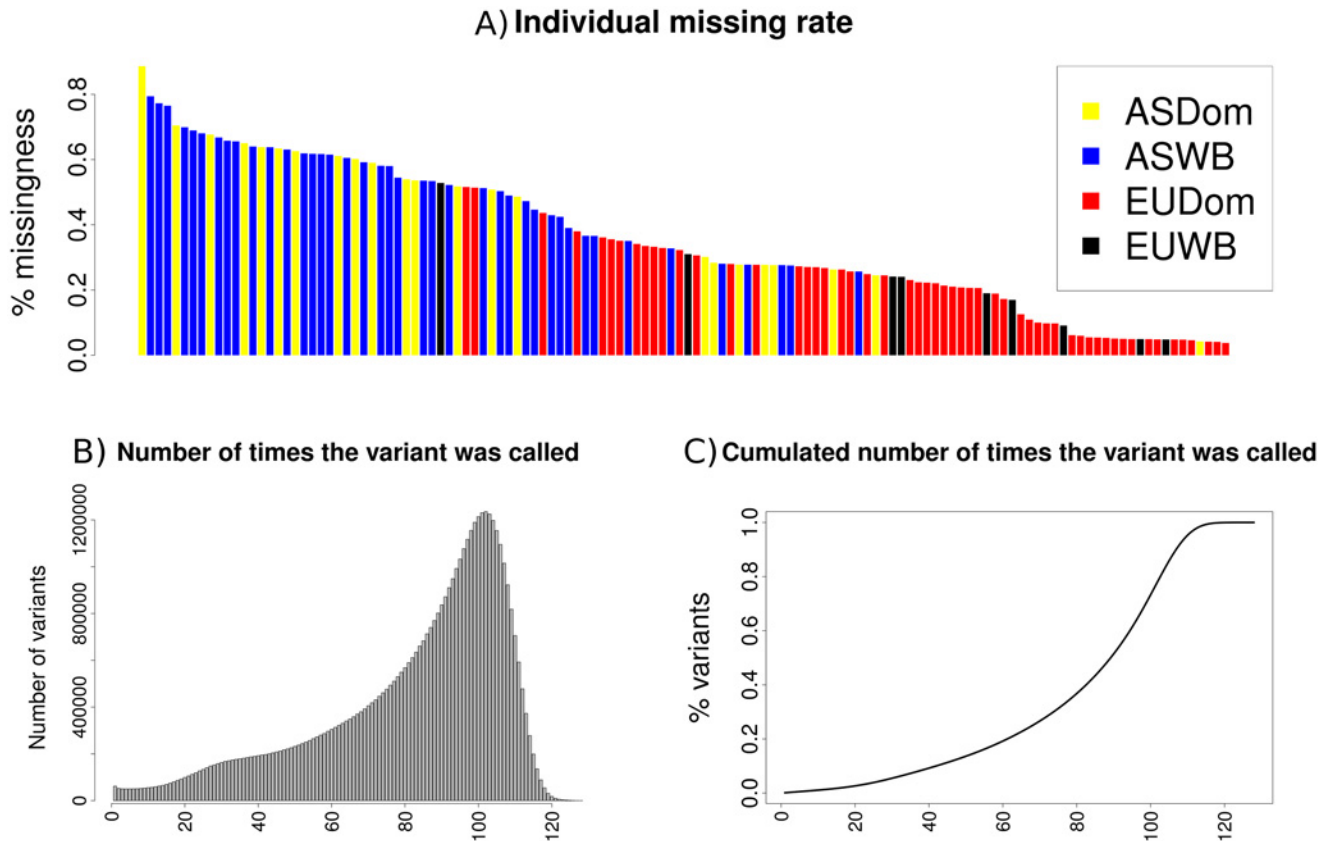 A) Individual missing rate
% missingness
0.8
0.6
0.4
0.2
0.0
ASDom
ASWB
EUDom
EUWB
B) Number of times the variant was called
Number of variants
1200000
800000
400000
0
0 20 40 60 80 100 120
C) Cumulated number of times the variant was called
% variants
1.0
0.8
0.6
0.4
0.2
0.0
0 20 40 60 80 100 120